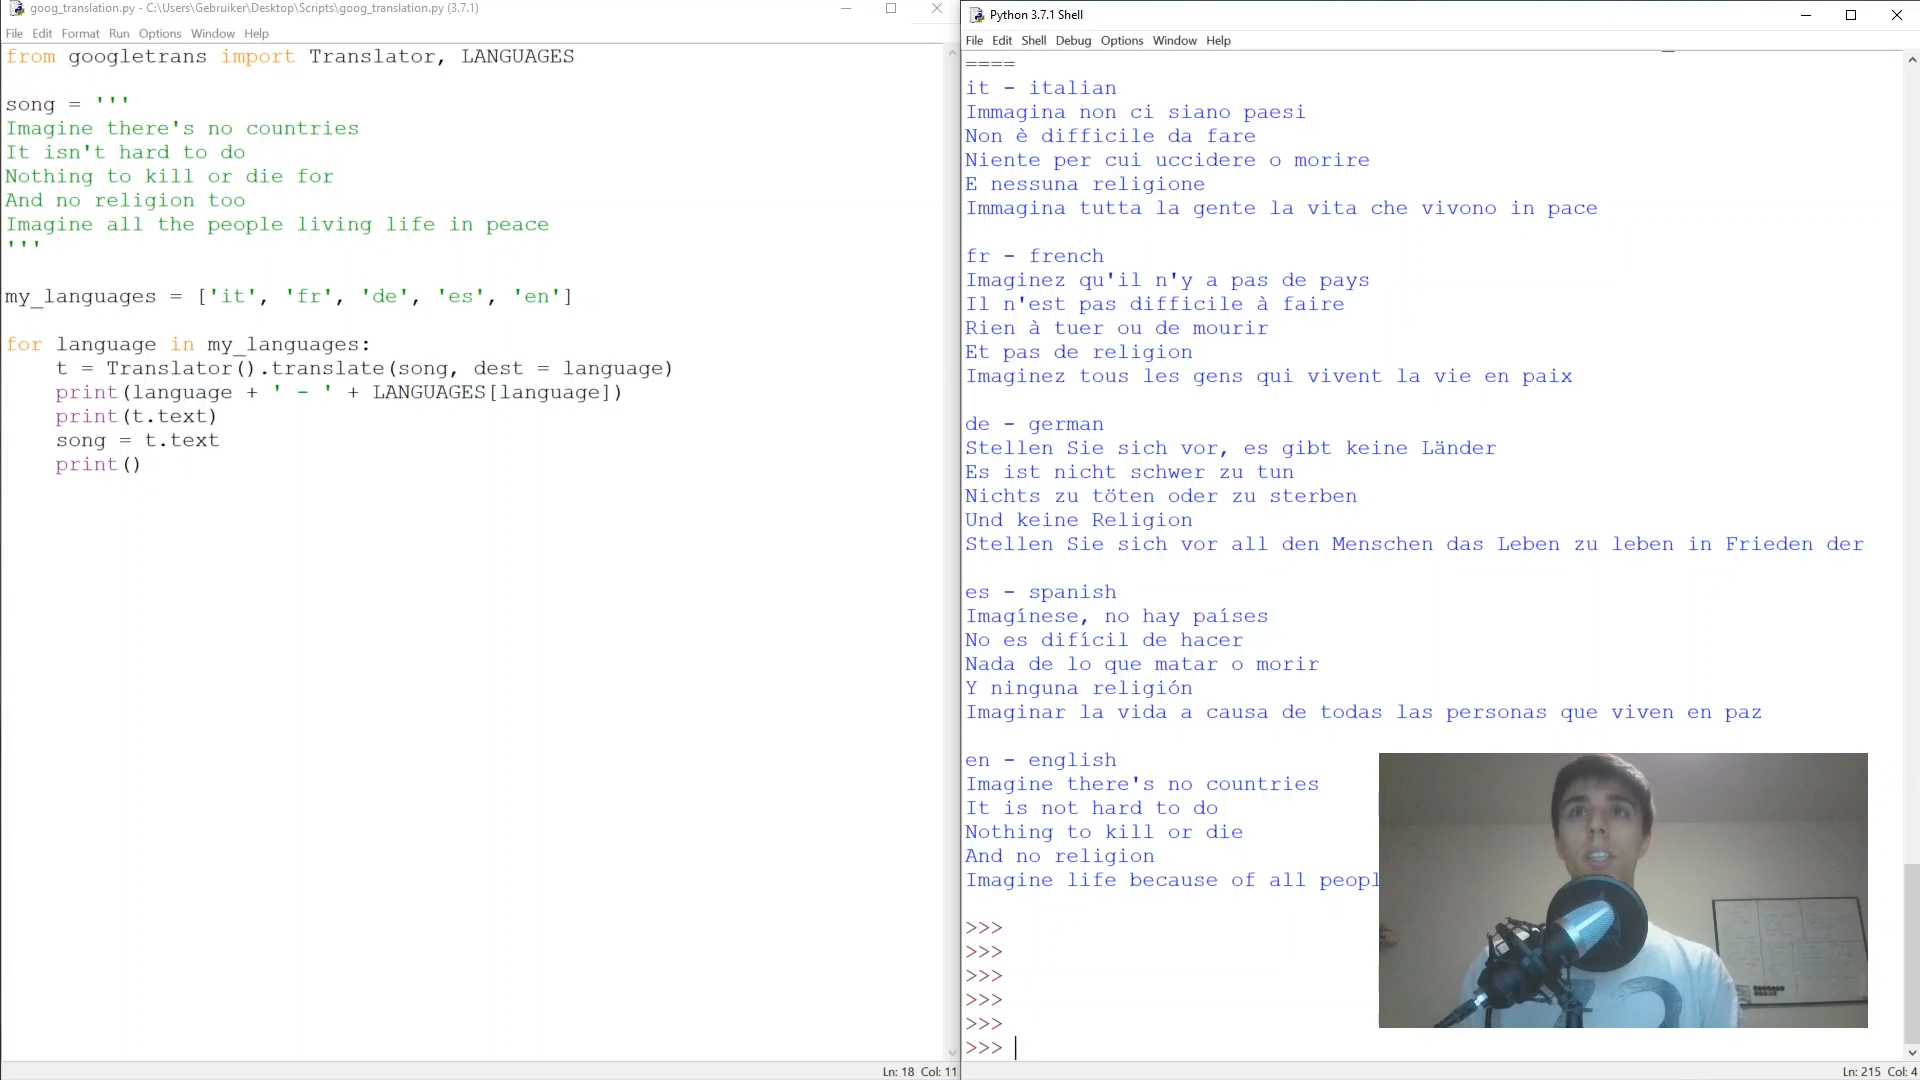 goog_translation.py - C:\Users\Gebruiker\Desktop\Scripts\goog_translation.py (3.7.1)
File Edit Format Run Options Window Help
from googletrans import Translator, LANGUAGES
song = '''
Imagine there's no countries
It isn't hard to do
Nothing to kill or die for
And no religion too
Imagine all the people living life in peace
'''
my_languages = ['it', 'fr', 'de', 'es', 'en']
for language in my_languages:
    t = Translator().translate(song, dest = language)
    print(language + ' - ' + LANGUAGES[language])
    print(t.text)
    song = t.text
    print()
Ln: 18 Col: 11
Python 3.7.1 Shell
File Edit Shell Debug Options Window Help
====
it - italian
Immagina non ci siano paesi
Non è difficile da fare
Niente per cui uccidere o morire
E nessuna religione
Immagina tutta la gente la vita che vivono in pace
fr - french
Imaginez qu'il n'y a pas de pays
Il n'est pas difficile à faire
Rien à tuer ou de mourir
Et pas de religion
Imaginez tous les gens qui vivent la vie en paix
de - german
Stellen Sie sich vor, es gibt keine Länder
Es ist nicht schwer zu tun
Nichts zu töten oder zu sterben
Und keine Religion
Stellen Sie sich vor all den Menschen das Leben zu leben in Frieden der
es - spanish
Imagínese, no hay países
No es difícil de hacer
Nada de lo que matar o morir
Y ninguna religión
Imaginar la vida a causa de todas las personas que viven en paz
en - english
Imagine there's no countries
It is not hard to do
Nothing to kill or die
And no religion
Imagine life because of all peopl
>>>
>>>
>>>
>>>
>>>
>>>
Ln: 215 Col: 4